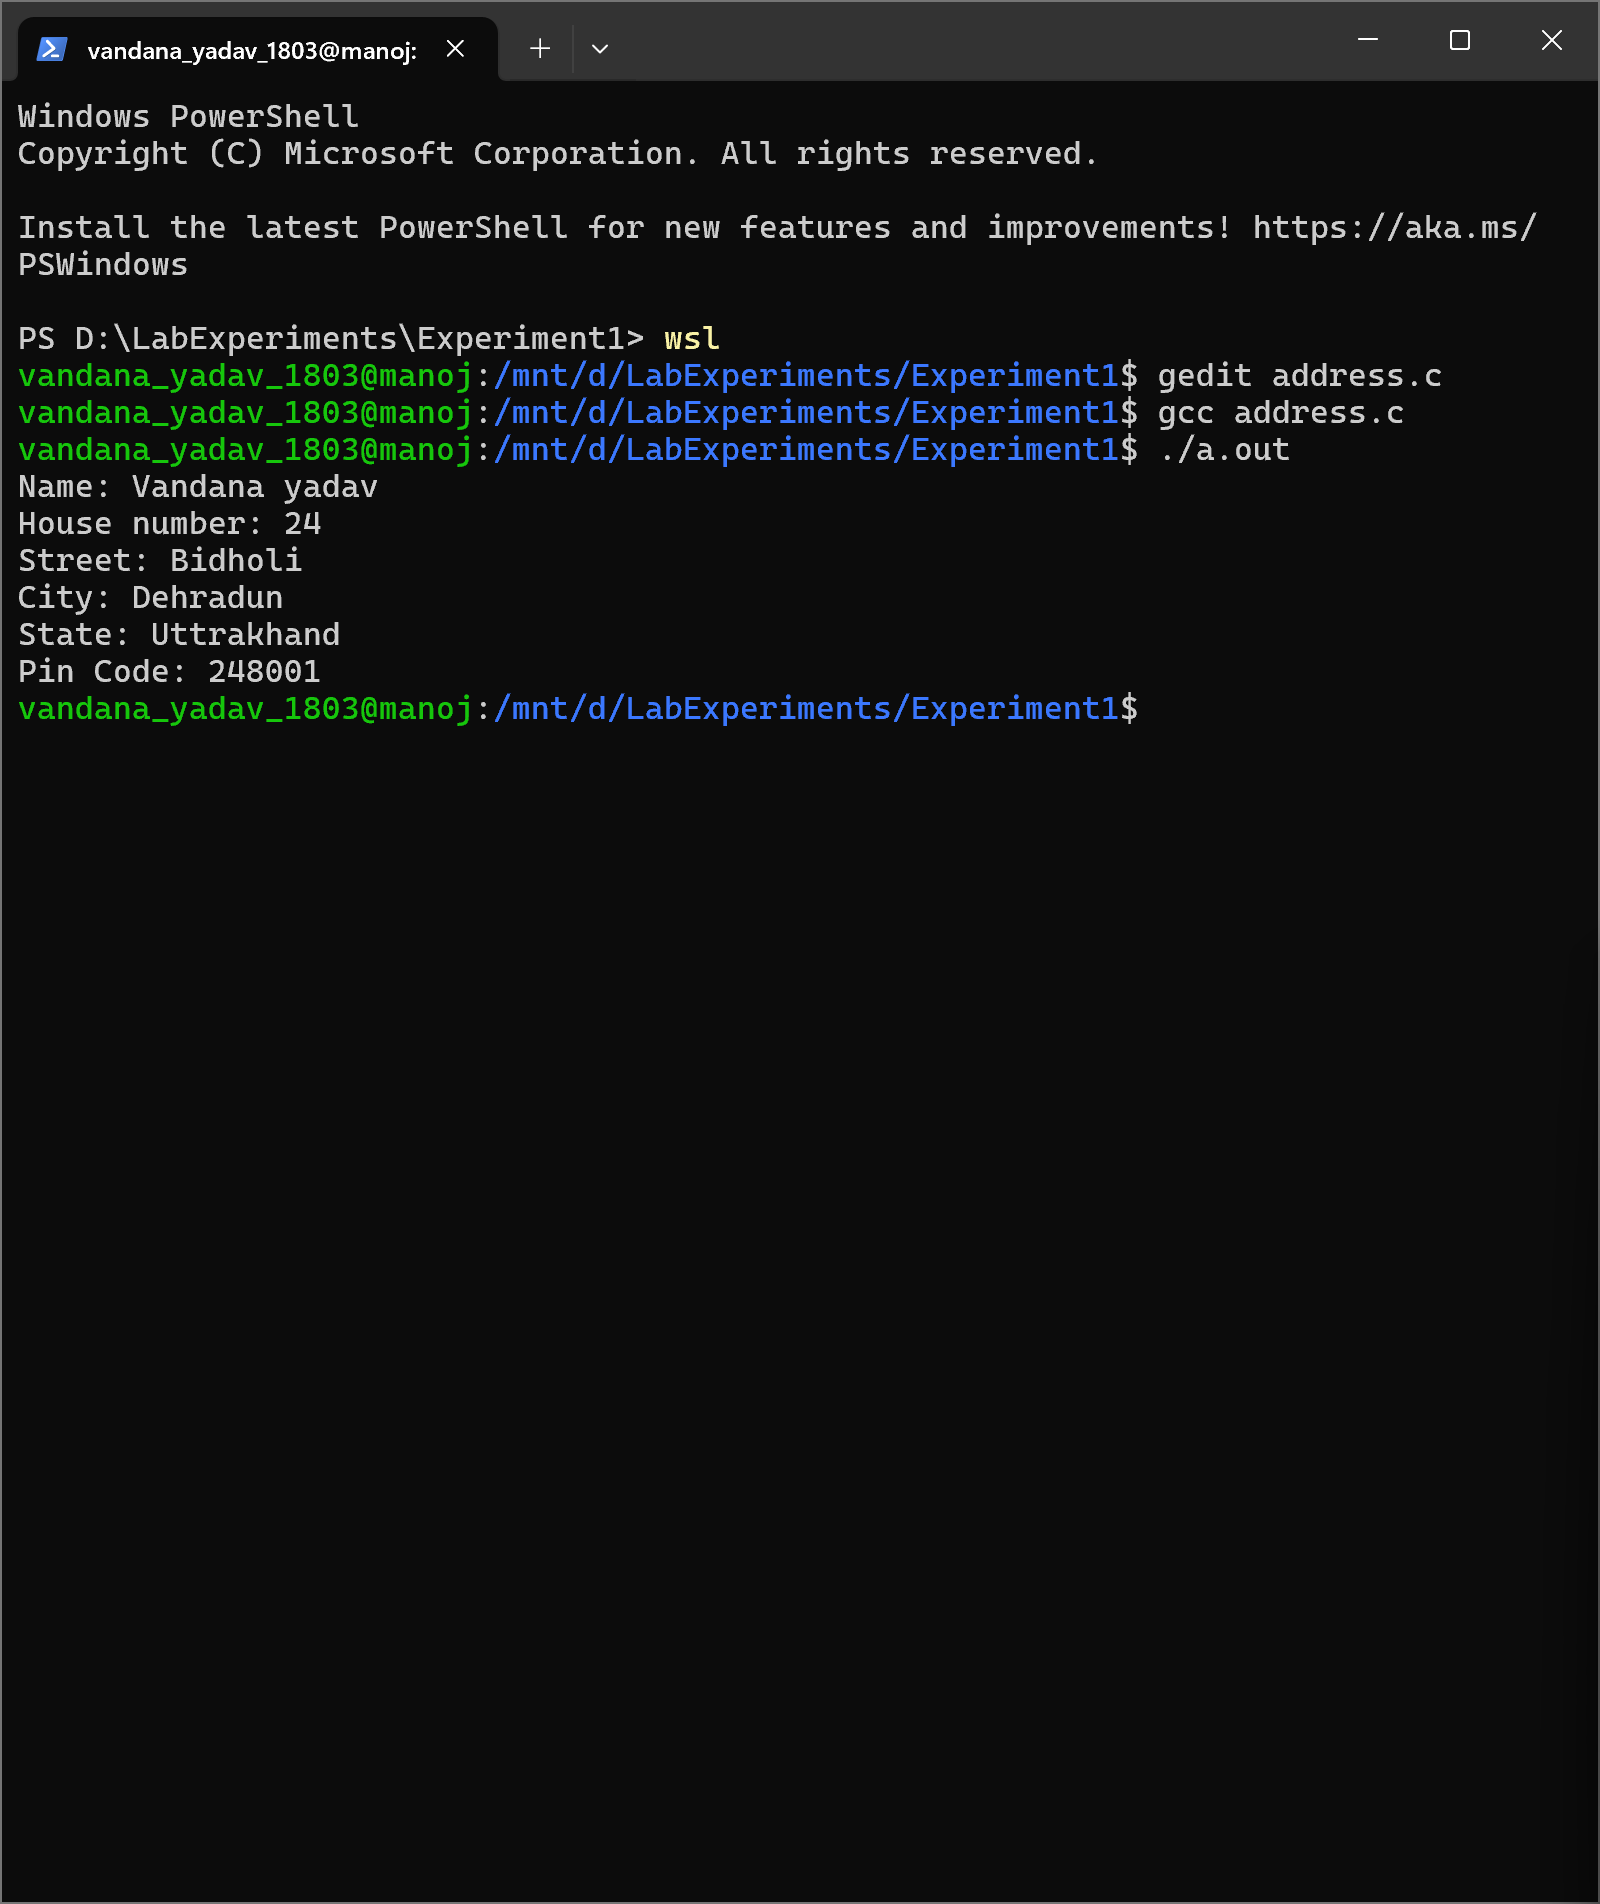 vandana_yadav_1803@manoj:
Windows PowerShell
Copyright (C) Microsoft Corporation. All rights reserved.
Install the latest PowerShell for new features and improvements! https://aka.ms/
PSWindows
PS D:\LabExperiments\Experiment1> wsl
vandana_yadav_1803@manoj:/mnt/d/LabExperiments/Experiment1$ gedit address.c
vandana_yadav_1803@manoj:/mnt/d/LabExperiments/Experiment1$ gcc address.c
vandana_yadav_1803@manoj:/mnt/d/LabExperiments/Experiment1$ ./a.out
Name: Vandana yadav
House number: 24
Street: Bidholi
City: Dehradun
State: Uttrakhand
Pin Code: 248001
vandana_yadav_1803@manoj:/mnt/d/LabExperiments/Experiment1$